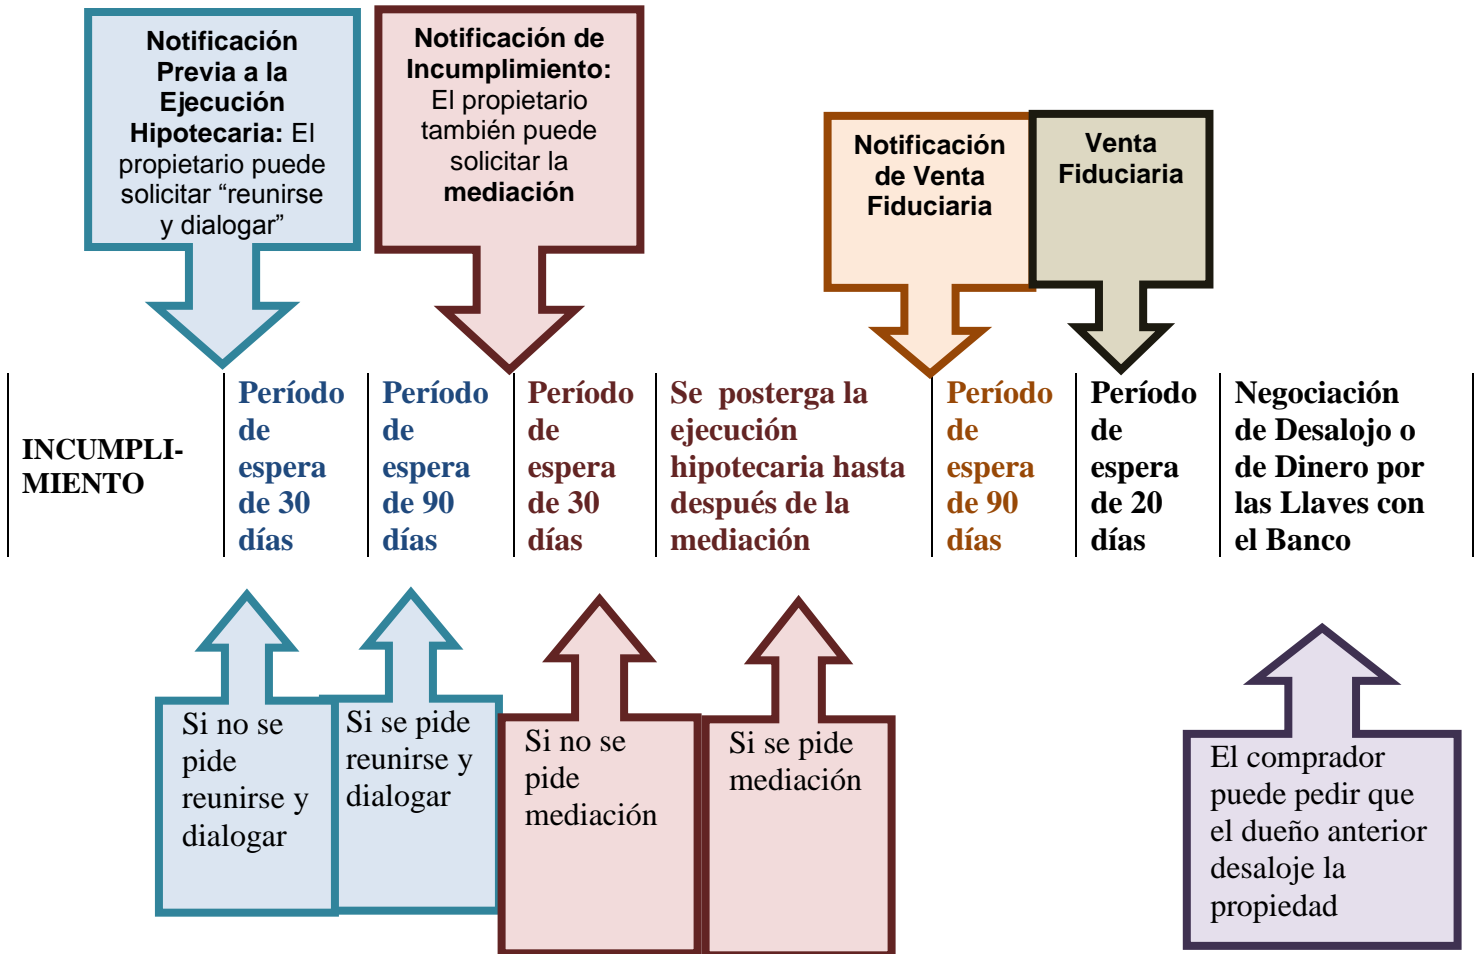 Notificación
Previa a la
Ejecución
Hipotecaria: El
propietario puede
solicitar “reunirse
y dialogar”
Notificación de
Incumplimiento:
El propietario
también puede
solicitar la
mediación
Notificación
de Venta
Fiduciaria
Venta
Fiduciaria
INCUMPLI-
MIENTO
Período
de
espera
de 30
días
Período
de
espera
de 90
días
Período
de
espera
de 30
días
Se posterga la
ejecución
hipotecaria hasta
después de la
mediación
Período
de
espera
de 90
días
Período
de
espera
de 20
días
Negociación
de Desalojo o
de Dinero por
las Llaves con
el Banco
Si no se
pide
reunirse y
dialogar
Si se pide
reunirse y
dialogar
Si no se
pide
mediación
Si se pide
mediación
El comprador
puede pedir que
el dueño anterior
desaloje la
propiedad